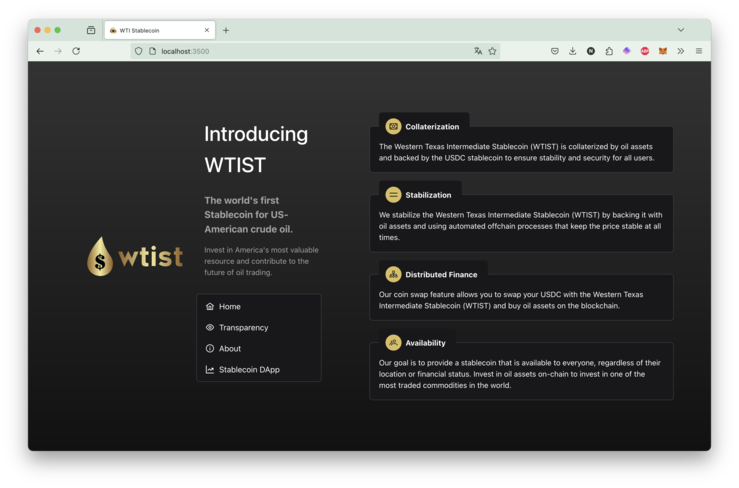 WTI Stablecoin
localhost:3500
ABP
$ wtist
Introducing
WTIST
The world's first
Stablecoin for US-
American crude oil.
Invest in America's most valuable
resource and contribute to the
future of oil trading.
Home
Transparency
About
Stablecoin DApp
Collaterization
The Western Texas Intermediate Stablecoin (WTIST) is collaterized by oil assets
and backed by the USDC stablecoin to ensure stability and security for all users.
Stabilization
We stabilize the Western Texas Intermediate Stablecoin (WTIST) by backing it with
oil assets and using automated offchain processes that keep the price stable at all
times.
Distributed Finance
Our coin swap feature allows you to swap your USDC with the Western Texas
Intermediate Stablecoin (WTIST) and buy oil assets on the blockchain.
Availability
Our goal is to provide a stablecoin that is available to everyone, regardless of their
location or financial status. Invest in oil assets on-chain to invest in one of the
most traded commodities in the world.